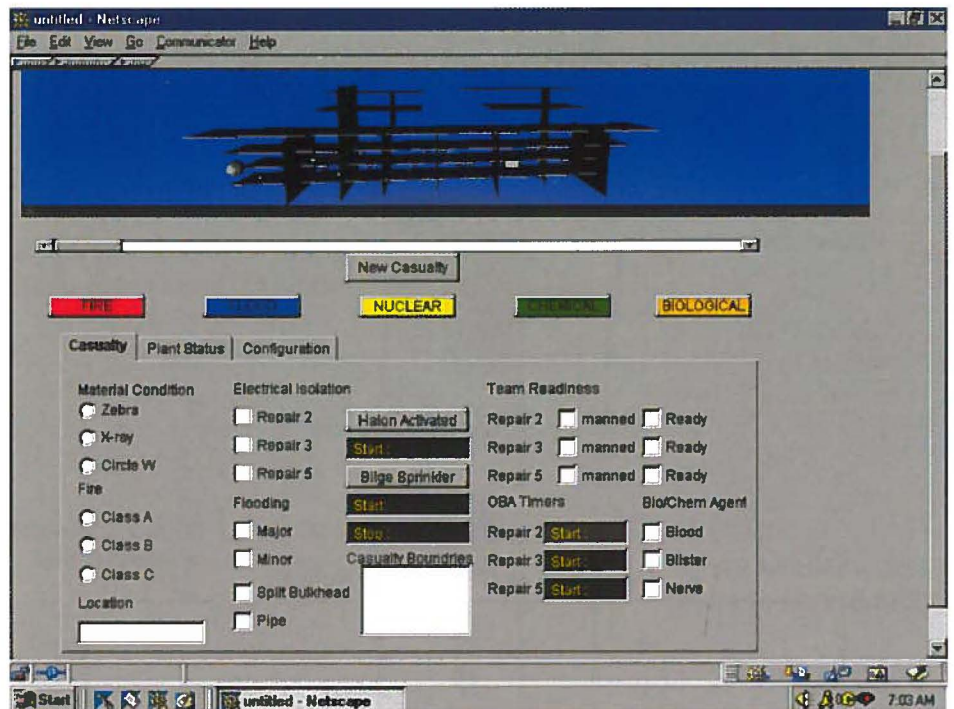 untitled - Netscape
File Edit View Go Communicator Help
New Casualty
FIRE NUCLEAR CHEMICAL BIOLOGICAL
Casualty Plant Status Configuration
Material Condition Electrical Isolation Team Readiness
Zebra Repair 2 Halon Activated Repair 2 manned Ready
X-ray Repair 3 Start: Repair 3 manned Ready
Circle W Repair 5 Bilge Sprinkler Repair 5 manned Ready
Fire Flooding Start: OBA Timers Bio/Chem Agent
Class A Major Stop: Repair 2 Start: Blood
Class B Minor Casualty Boundries Repair 3 Start: Blister
Class C Split Bulkhead Repair 5 Start: Nerve
Location Pipe
Start untitled - Netscape 7:03 AM